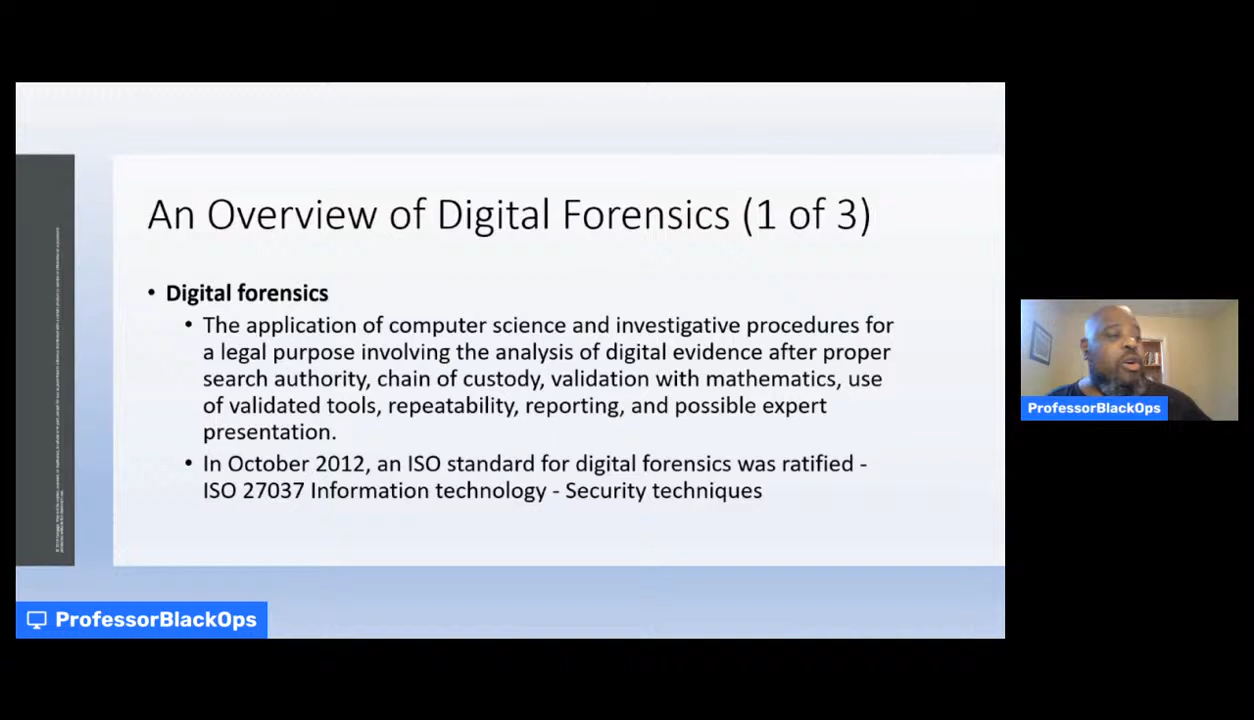 An Overview of Digital Forensics (1 of 3)
• Digital forensics
• The application of computer science and investigative procedures for
a legal purpose involving the analysis of digital evidence after proper
search authority, chain of custody, validation with mathematics, use
of validated tools, repeatability, reporting, and possible expert
presentation.
• In October 2012, an ISO standard for digital forensics was ratified -
ISO 27037 Information technology - Security techniques
ProfessorBlackOps
ProfessorBlackOps